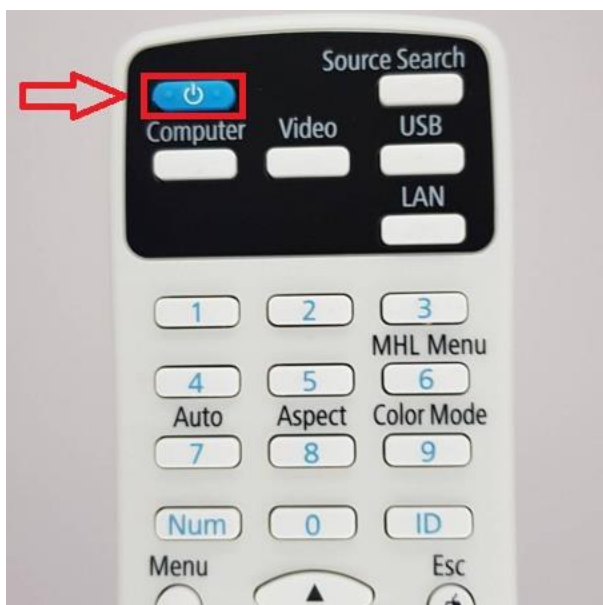 Source Search
Computer Video USB
LAN
1 2 3
MHL Menu
4 5 6
Auto Aspect Color Mode
7 8 9
Num 0 ID
Menu Esc